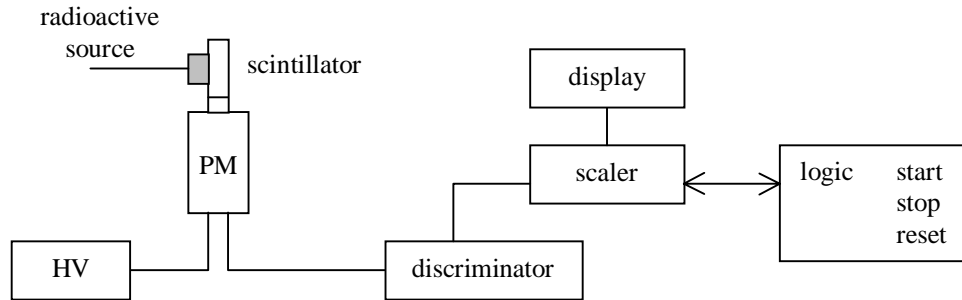 radioactive
source
scintillator
display
PM
scaler
logic start
stop
reset
HV
discriminator